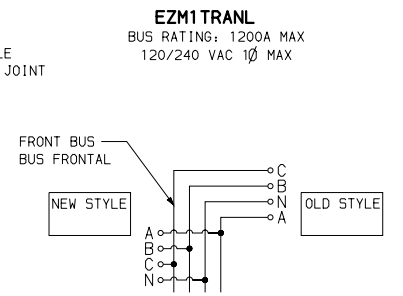 EZM1TRANL
BUS RATING: 1200A MAX
120/240 VAC 1Ø MAX
LE
JOINT
FRONT BUS
BUS FRONTAL
C
B
N
A
NEW STYLE
OLD STYLE
A
B
C
N